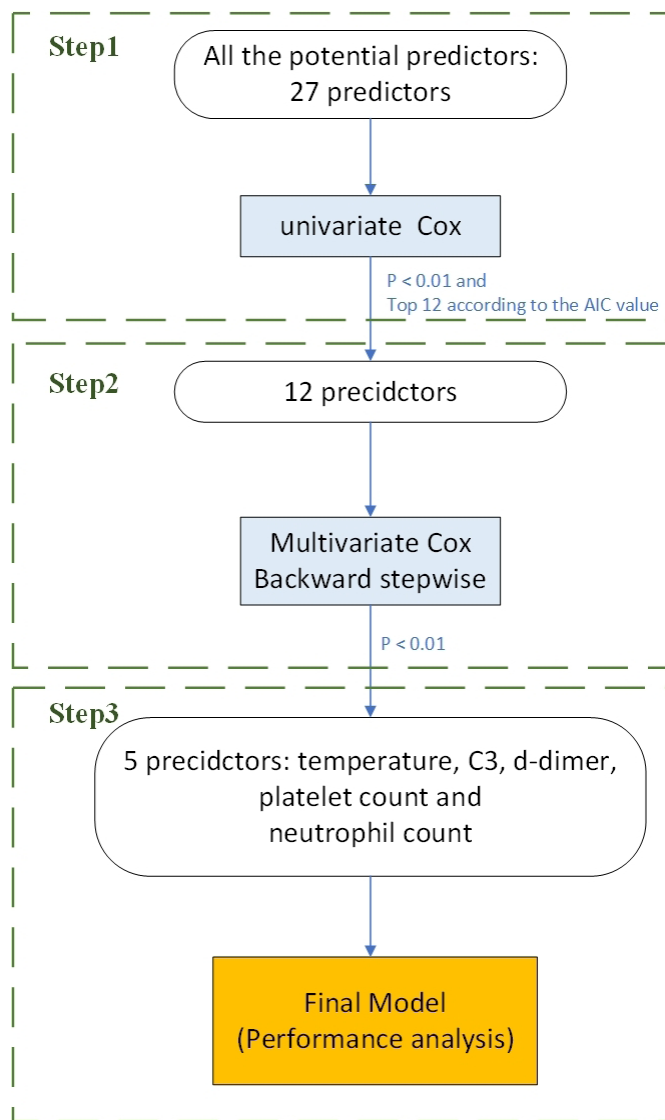 Step1
All the potential predictors:
27 predictors
univariate Cox
P < 0.01 and
Top 12 according to the AIC value
Step2
12 precidctors
Multivariate Cox
Backward stepwise
P < 0.01
Step3
5 precidctors: temperature, C3, d-dimer,
platelet count and
neutrophil count
Final Model
(Performance analysis)